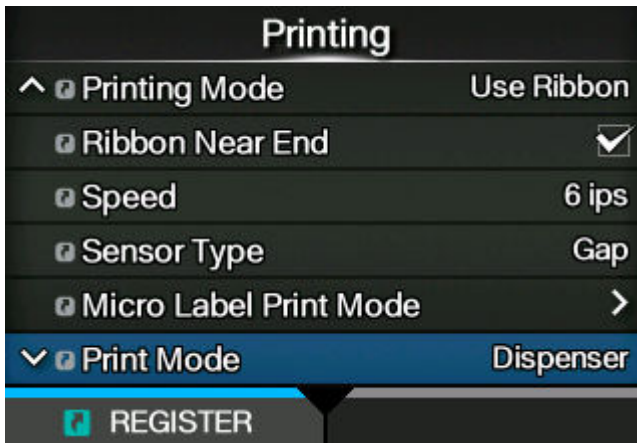 Printing
Printing Mode Use Ribbon
Ribbon Near End
Speed 6 ips
Sensor Type Gap
Micro Label Print Mode
Print Mode Dispenser
REGISTER